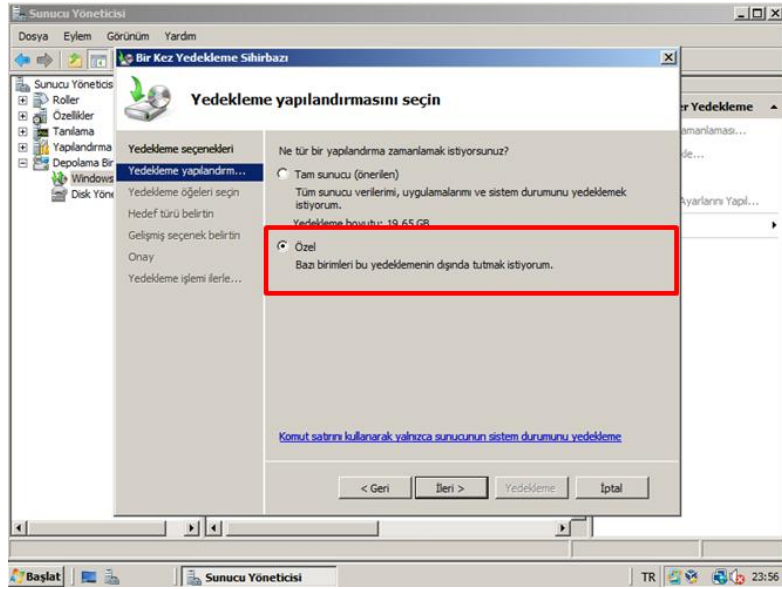 Sunucu Yöneticisi
Dosya Eylem Görünüm Yardım
Bir Kez Yedekleme Sihirbazı
Sunucu Yöneticis
Roller
Özellikler
Tanılama
Yapılandırma
Depolama Bir
Windows
Disk Yöne
Yedekleme yapılandırmasını seçin
Yedekleme seçenekleri
Yedekleme yapılandırm...
Yedekleme öğeleri seçin
Hedef türü belirtin
Gelişmiş seçenek belirtin
Onay
Yedekleme işlemi ilerle...
Ne tür bir yapılandırma zamanlamak istiyorsunuz?
Tam sunucu (önerilen)
Tüm sunucu verilerimi, uygulamalarımı ve sistem durumunu yedeklemek
istiyorum.
Yedekleme boyutu: 19,65 GB
Özel
Bazı birimleri bu yedeklemenin dışında tutmak istiyorum.
Komut satırını kullanarak yalnızca sunucunun sistem durumunu yedekleme
< Geri İleri > Yedekleme İptal
er Yedekleme
amanlaması...
kle...
Ayarlarını Yapıl...
Başlat Sunucu Yöneticisi TR 23:56